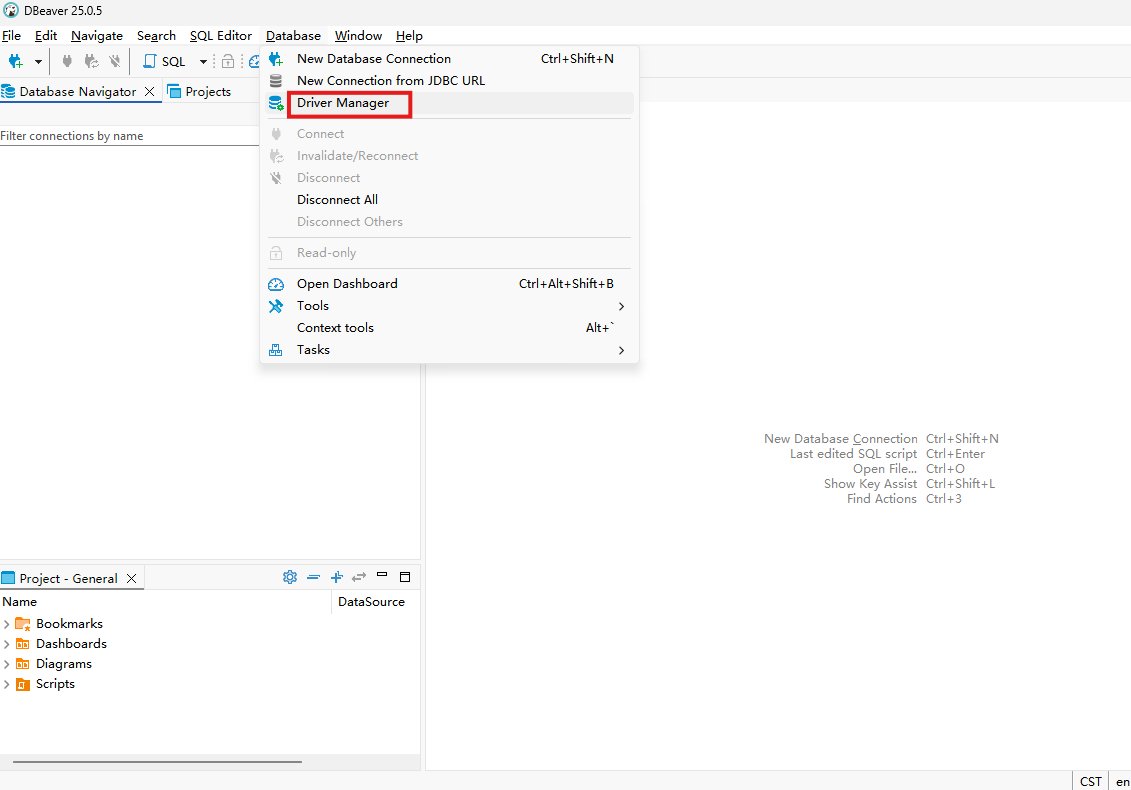 DBeaver 25.0.5
File Edit Navigate Search SQL Editor Database Window Help
SQL
Database Navigator Projects
Filter connections by name
New Database Connection Ctrl+Shift+N
New Connection from JDBC URL
Driver Manager
Connect
Invalidate/Reconnect
Disconnect
Disconnect All
Disconnect Others
Read-only
Open Dashboard Ctrl+Alt+Shift+B
Tools
Context tools Alt+`
Tasks
New Database Connection Ctrl+Shift+N
Last edited SQL script Ctrl+Enter
Open File... Ctrl+O
Show Key Assist Ctrl+Shift+L
Find Actions Ctrl+3
Project - General
Name DataSource
Bookmarks
Dashboards
Diagrams
Scripts
CST en